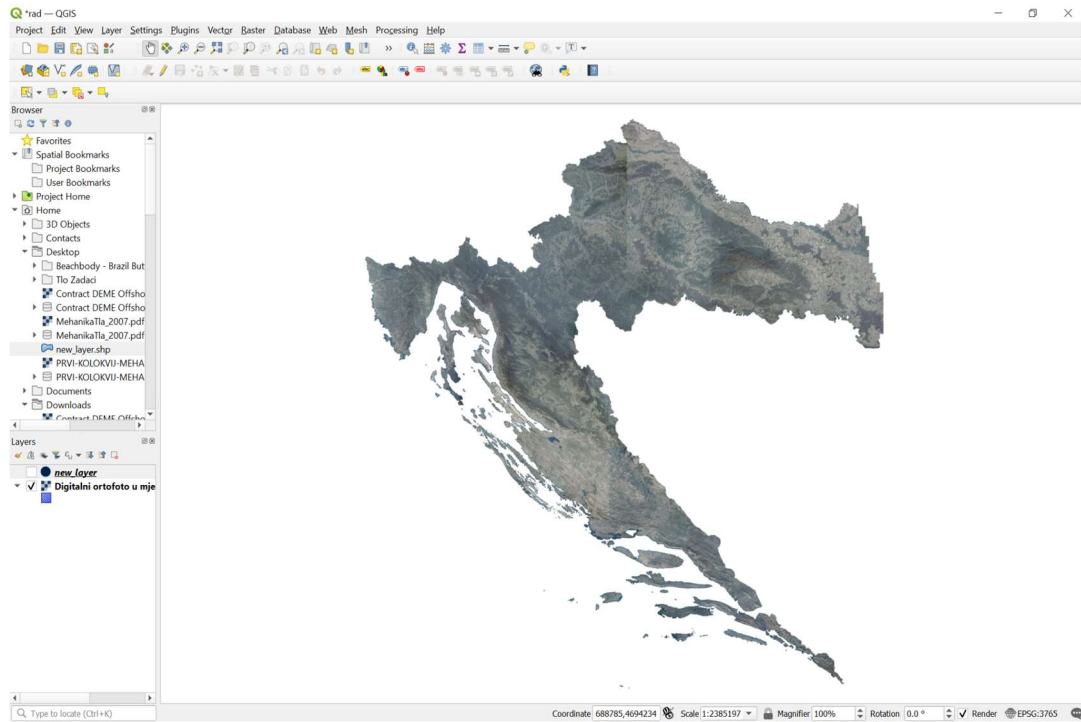 *rad — QGIS
Project Edit View Layer Settings Plugins Vector Raster Database Web Mesh Processing Help
Browser
Favorites
Spatial Bookmarks
Project Bookmarks
User Bookmarks
Project Home
Home
3D Objects
Contacts
Desktop
Beachbody - Brazil But
Tlo Zadaci
Contract DEME Offsho
Contract DEME Offsho
MehanikaTla_2007.pdf
MehanikaTla_2007.pdf
new_layer.shp
PRVI-KOLOKVIJ-MEHA
PRVI-KOLOKVIJ-MEHA
Documents
Downloads
Contract DEME Offsho
Layers
new_layer
Digitalni ortofoto u mje
Type to locate (Ctrl+K) Coordinate 688785,4694234 Scale 1:2385197 Magnifier 100% Rotation 0.0 ° Render EPSG:3765